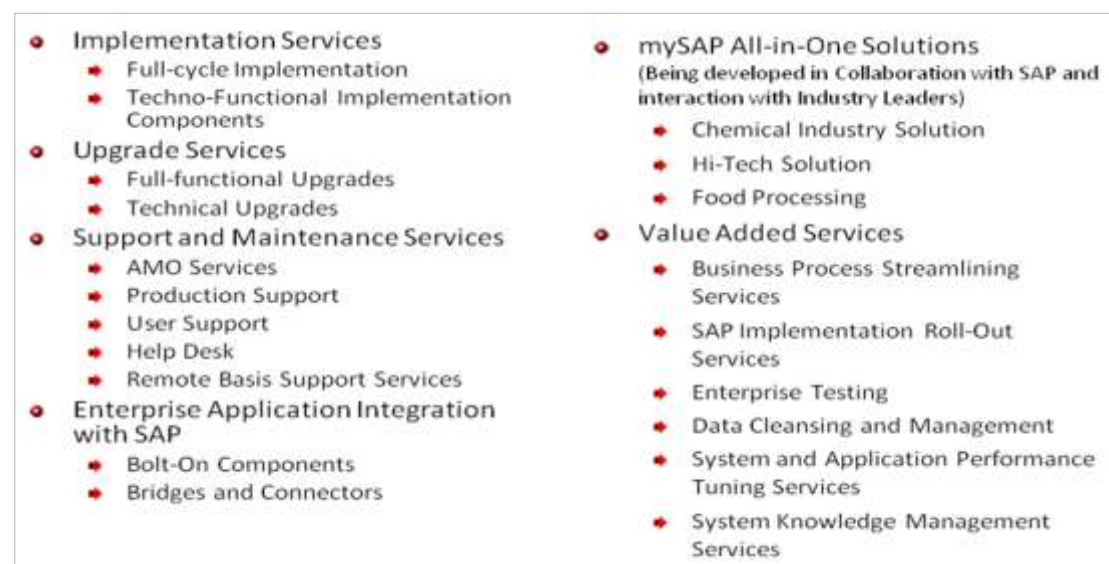 Implementation Services
Full-cycle Implementation
Techno-Functional Implementation
Components
Upgrade Services
Full-functional Upgrades
Technical Upgrades
Support and Maintenance Services
AMO Services
Production Support
User Support
Help Desk
Remote Basis Support Services
Enterprise Application Integration
with SAP
Bolt-On Components
Bridges and Connectors
mySAP All-in-One Solutions
(Being developed in Collaboration with SAP and
interaction with Industry Leaders)
Chemical Industry Solution
Hi-Tech Solution
Food Processing
Value Added Services
Business Process Streamlining
Services
SAP Implementation Roll-Out
Services
Enterprise Testing
Data Cleansing and Management
System and Application Performance
Tuning Services
System Knowledge Management
Services